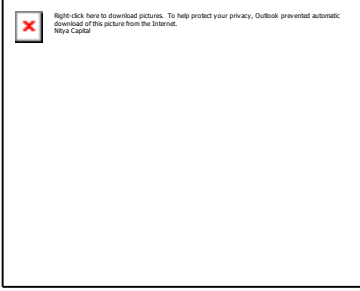 Right-click here to download pictures. To help protect your privacy, Outlook prevented automatic
download of this picture from the Internet.
Nitya Capital